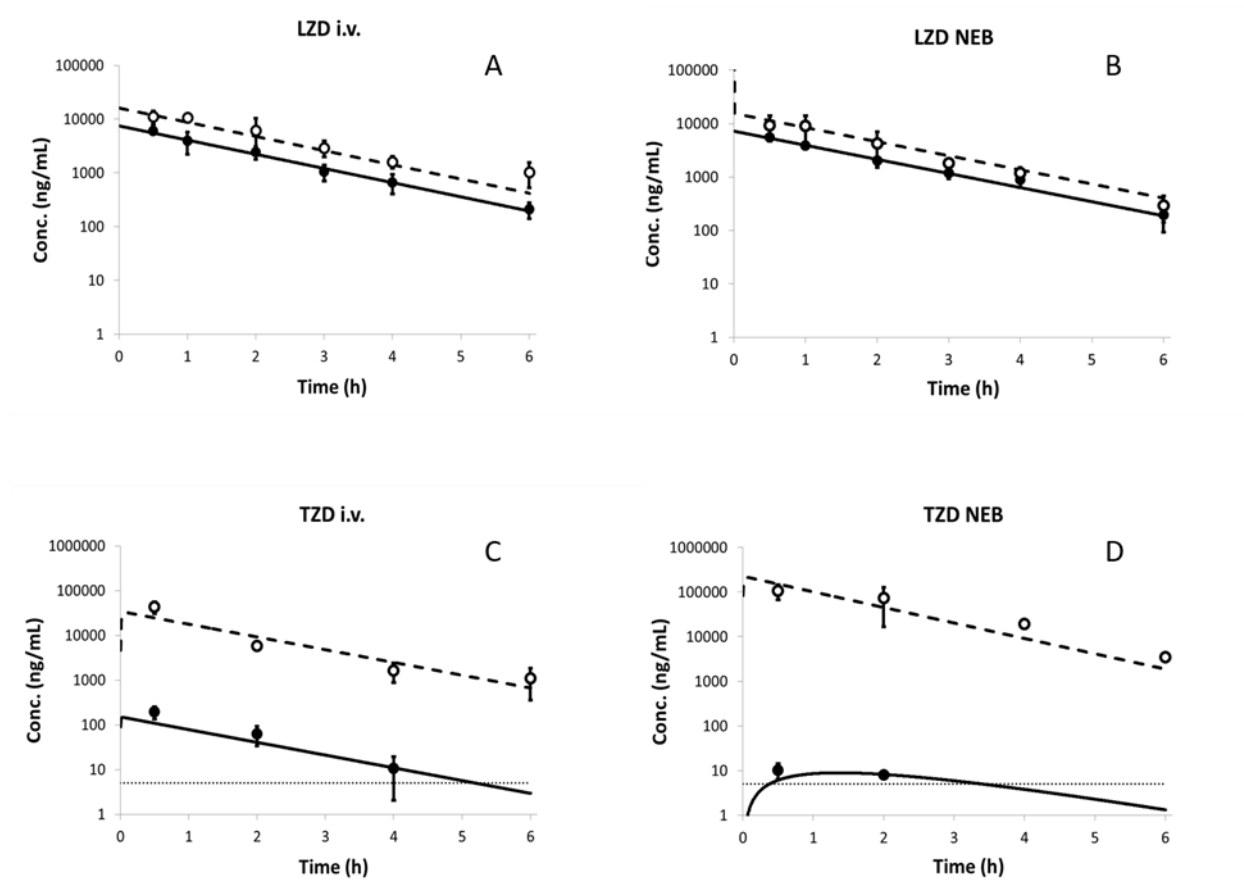 LZD i.v.
A
100000
10000
1000
100
10
1
Conc. (ng/mL)
0 1 2 3 4 5 6
Time (h)
LZD NEB
B
100000
10000
1000
100
10
1
Conc. (ng/mL)
0 1 2 3 4 5 6
Time (h)
TZD i.v.
C
1000000
100000
10000
1000
100
10
1
Conc. (ng/mL)
0 1 2 3 4 5 6
Time (h)
TZD NEB
D
1000000
100000
10000
1000
100
10
1
Conc. (ng/mL)
0 1 2 3 4 5 6
Time (h)